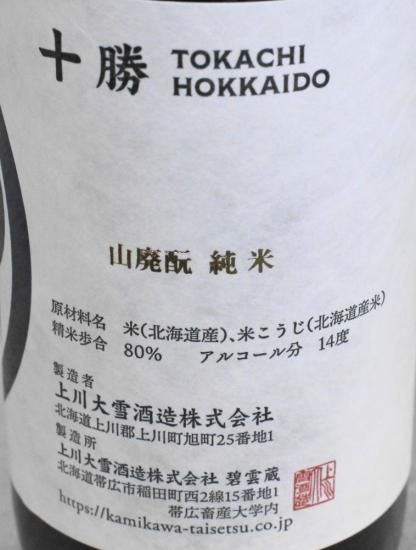 十勝 TOKACHI
HOKKAIDO
山廃酛 純米
原材料名 米(北海道産)、米こうじ(北海道産米)
精米歩合 80% アルコール分 14度
製造者
上川大雪酒造株式会社
北海道上川郡上川町旭町25番地1
製造所
上川大雪酒造株式会社 碧雲蔵
北海道帯広市稲田町西2線15番地1
帯広畜産大学内
https://kamikawa-taisetsu.co.jp